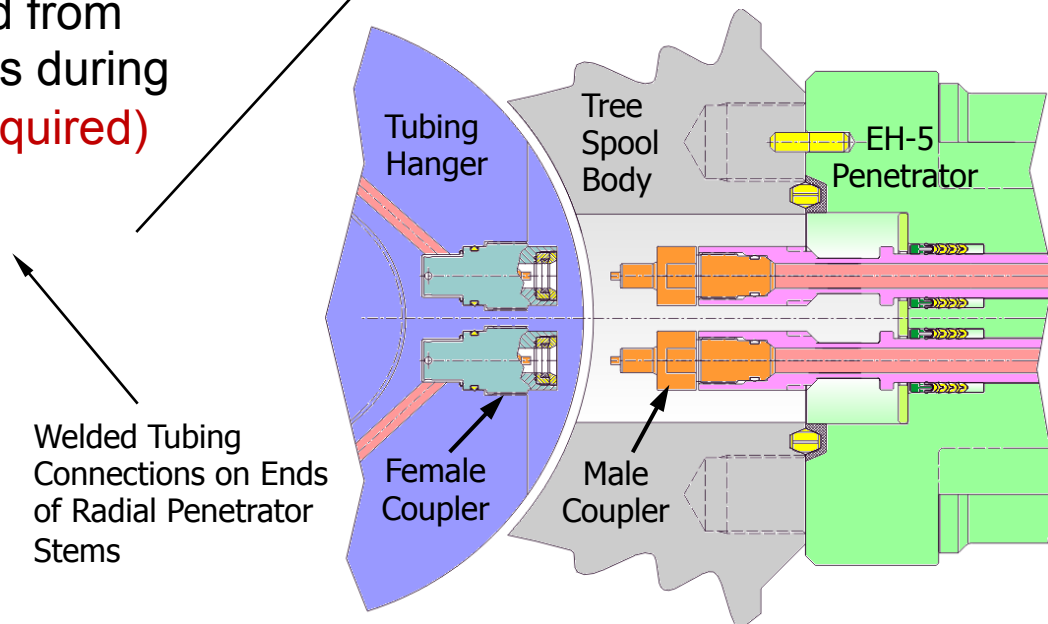 d from
s during
quired)
Tubing
Hanger
Tree
Spool
Body
EH-5
Penetrator
Welded Tubing
Connections on Ends
of Radial Penetrator
Stems
Female
Coupler
Male
Coupler